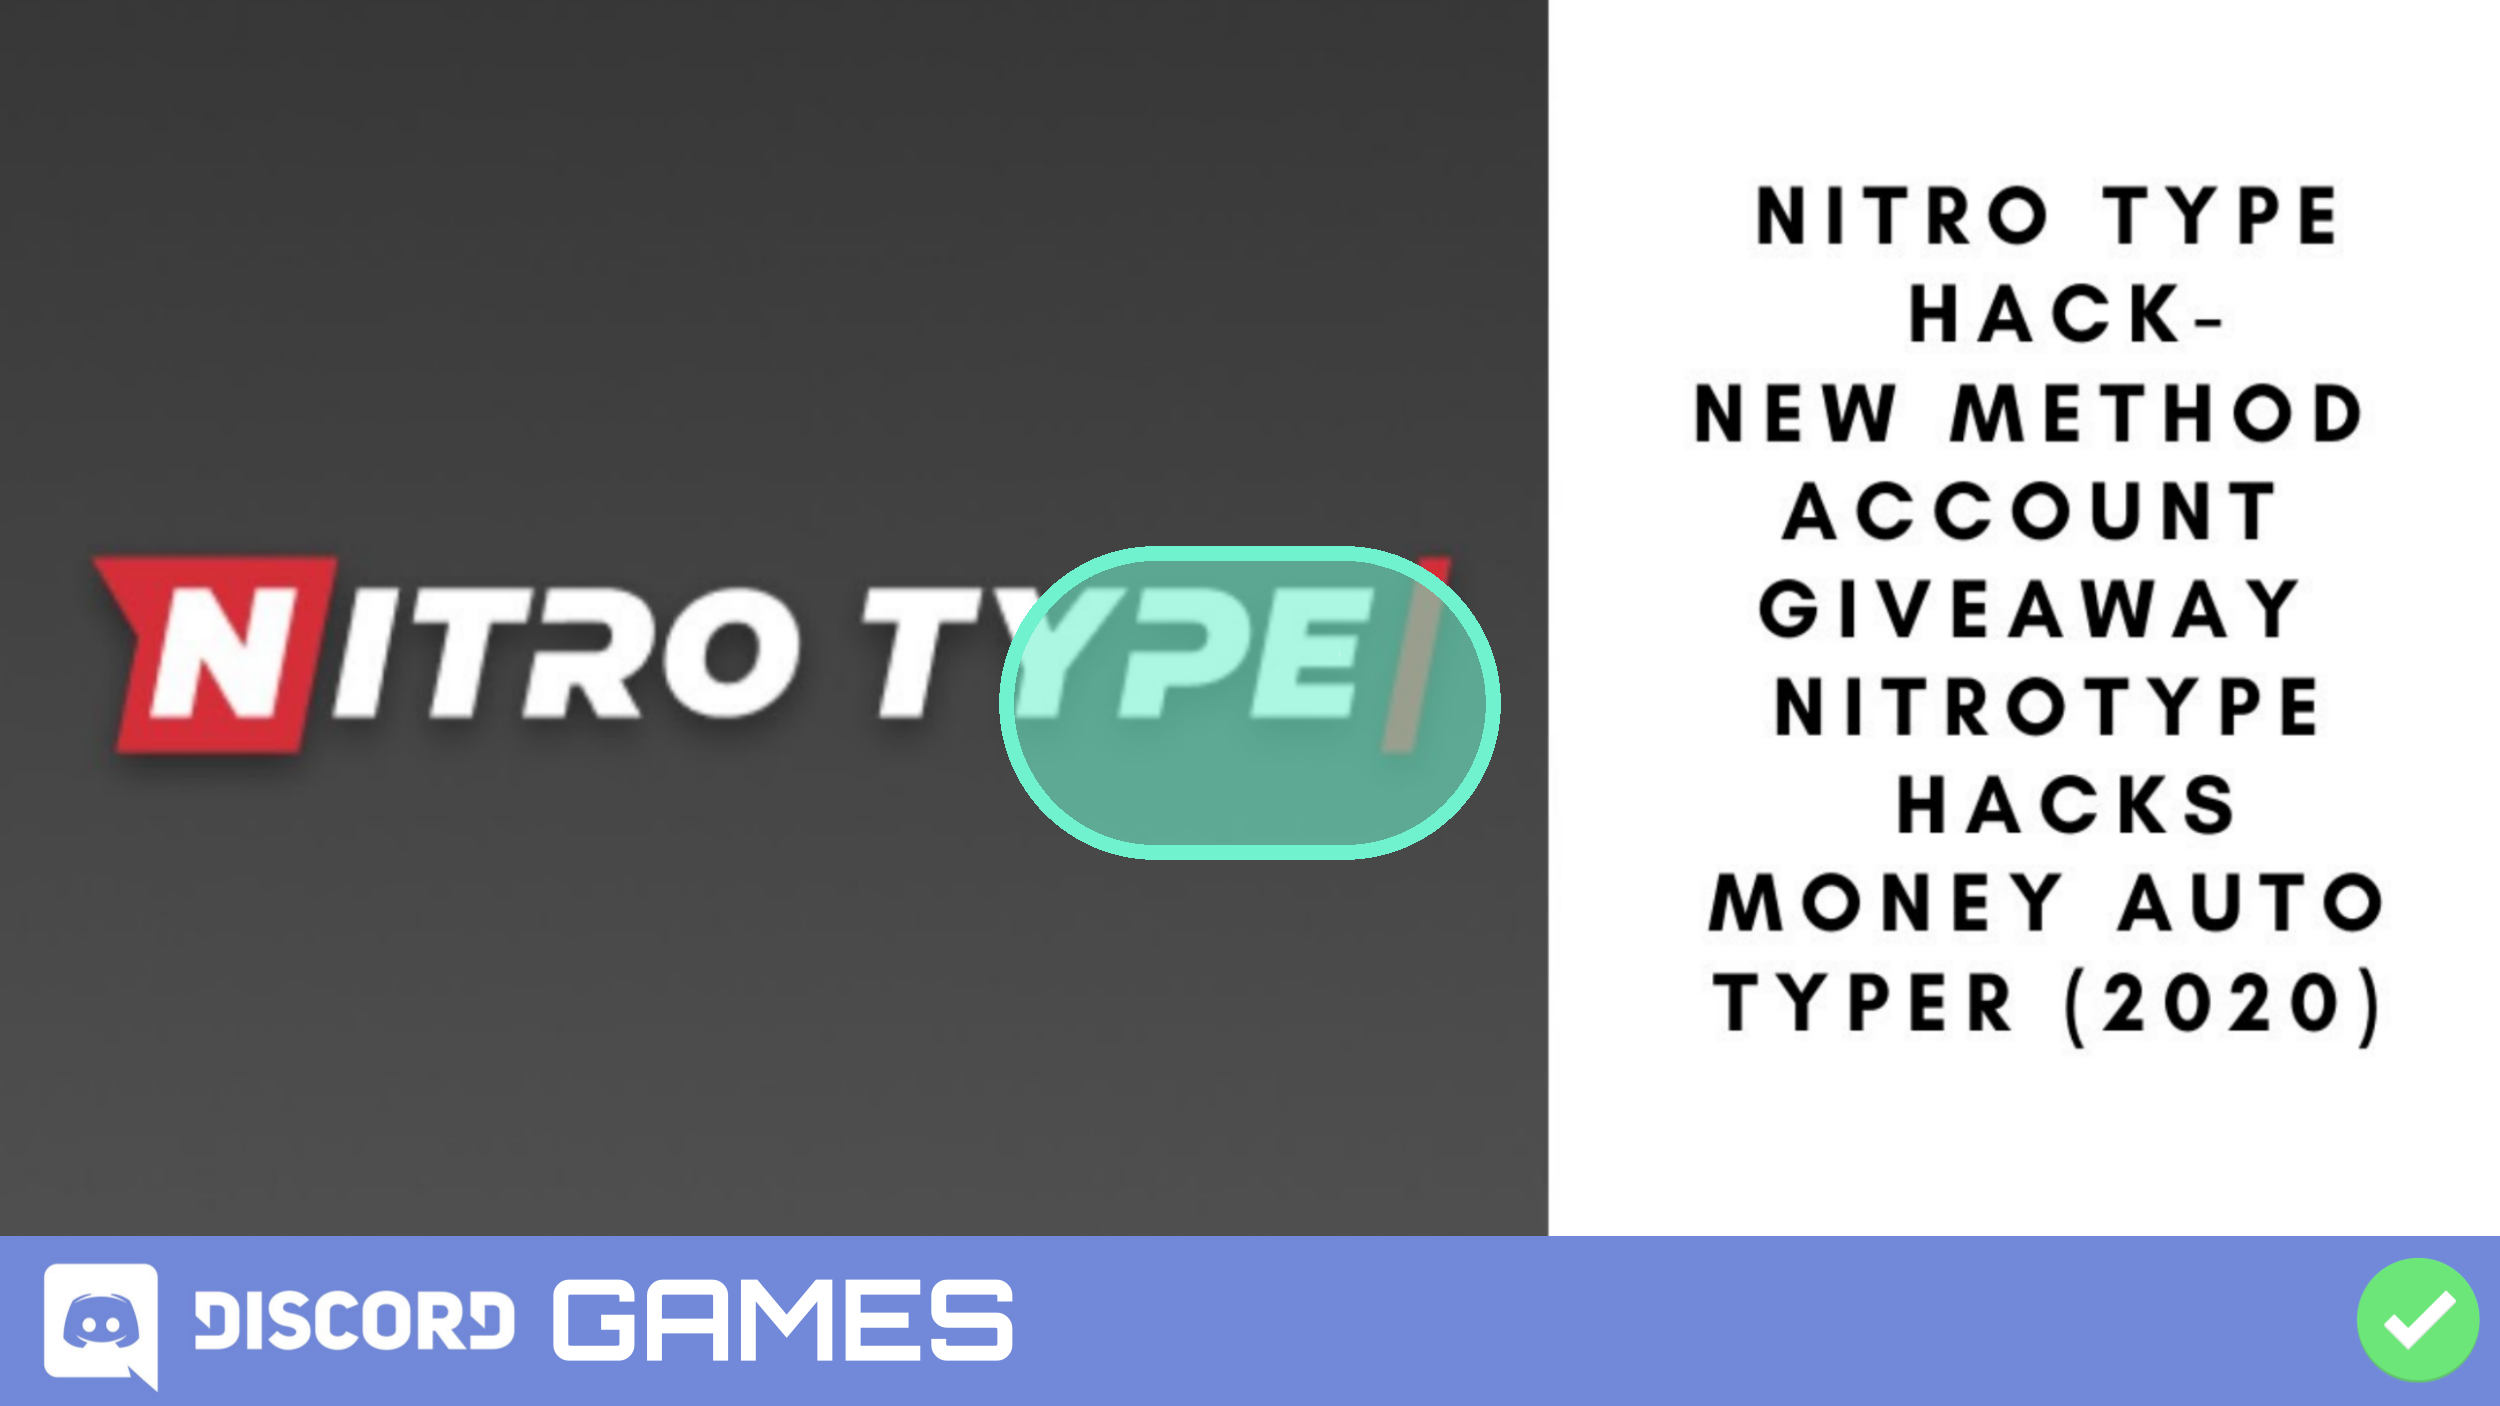 NITRO TYPE
NITRO TYPE
HACK-
NEW METHOD
ACCOUNT
GIVEAWAY
NITROTYPE
HACKS
MONEY AUTO
TYPER (2020)
DISCORD GAMES